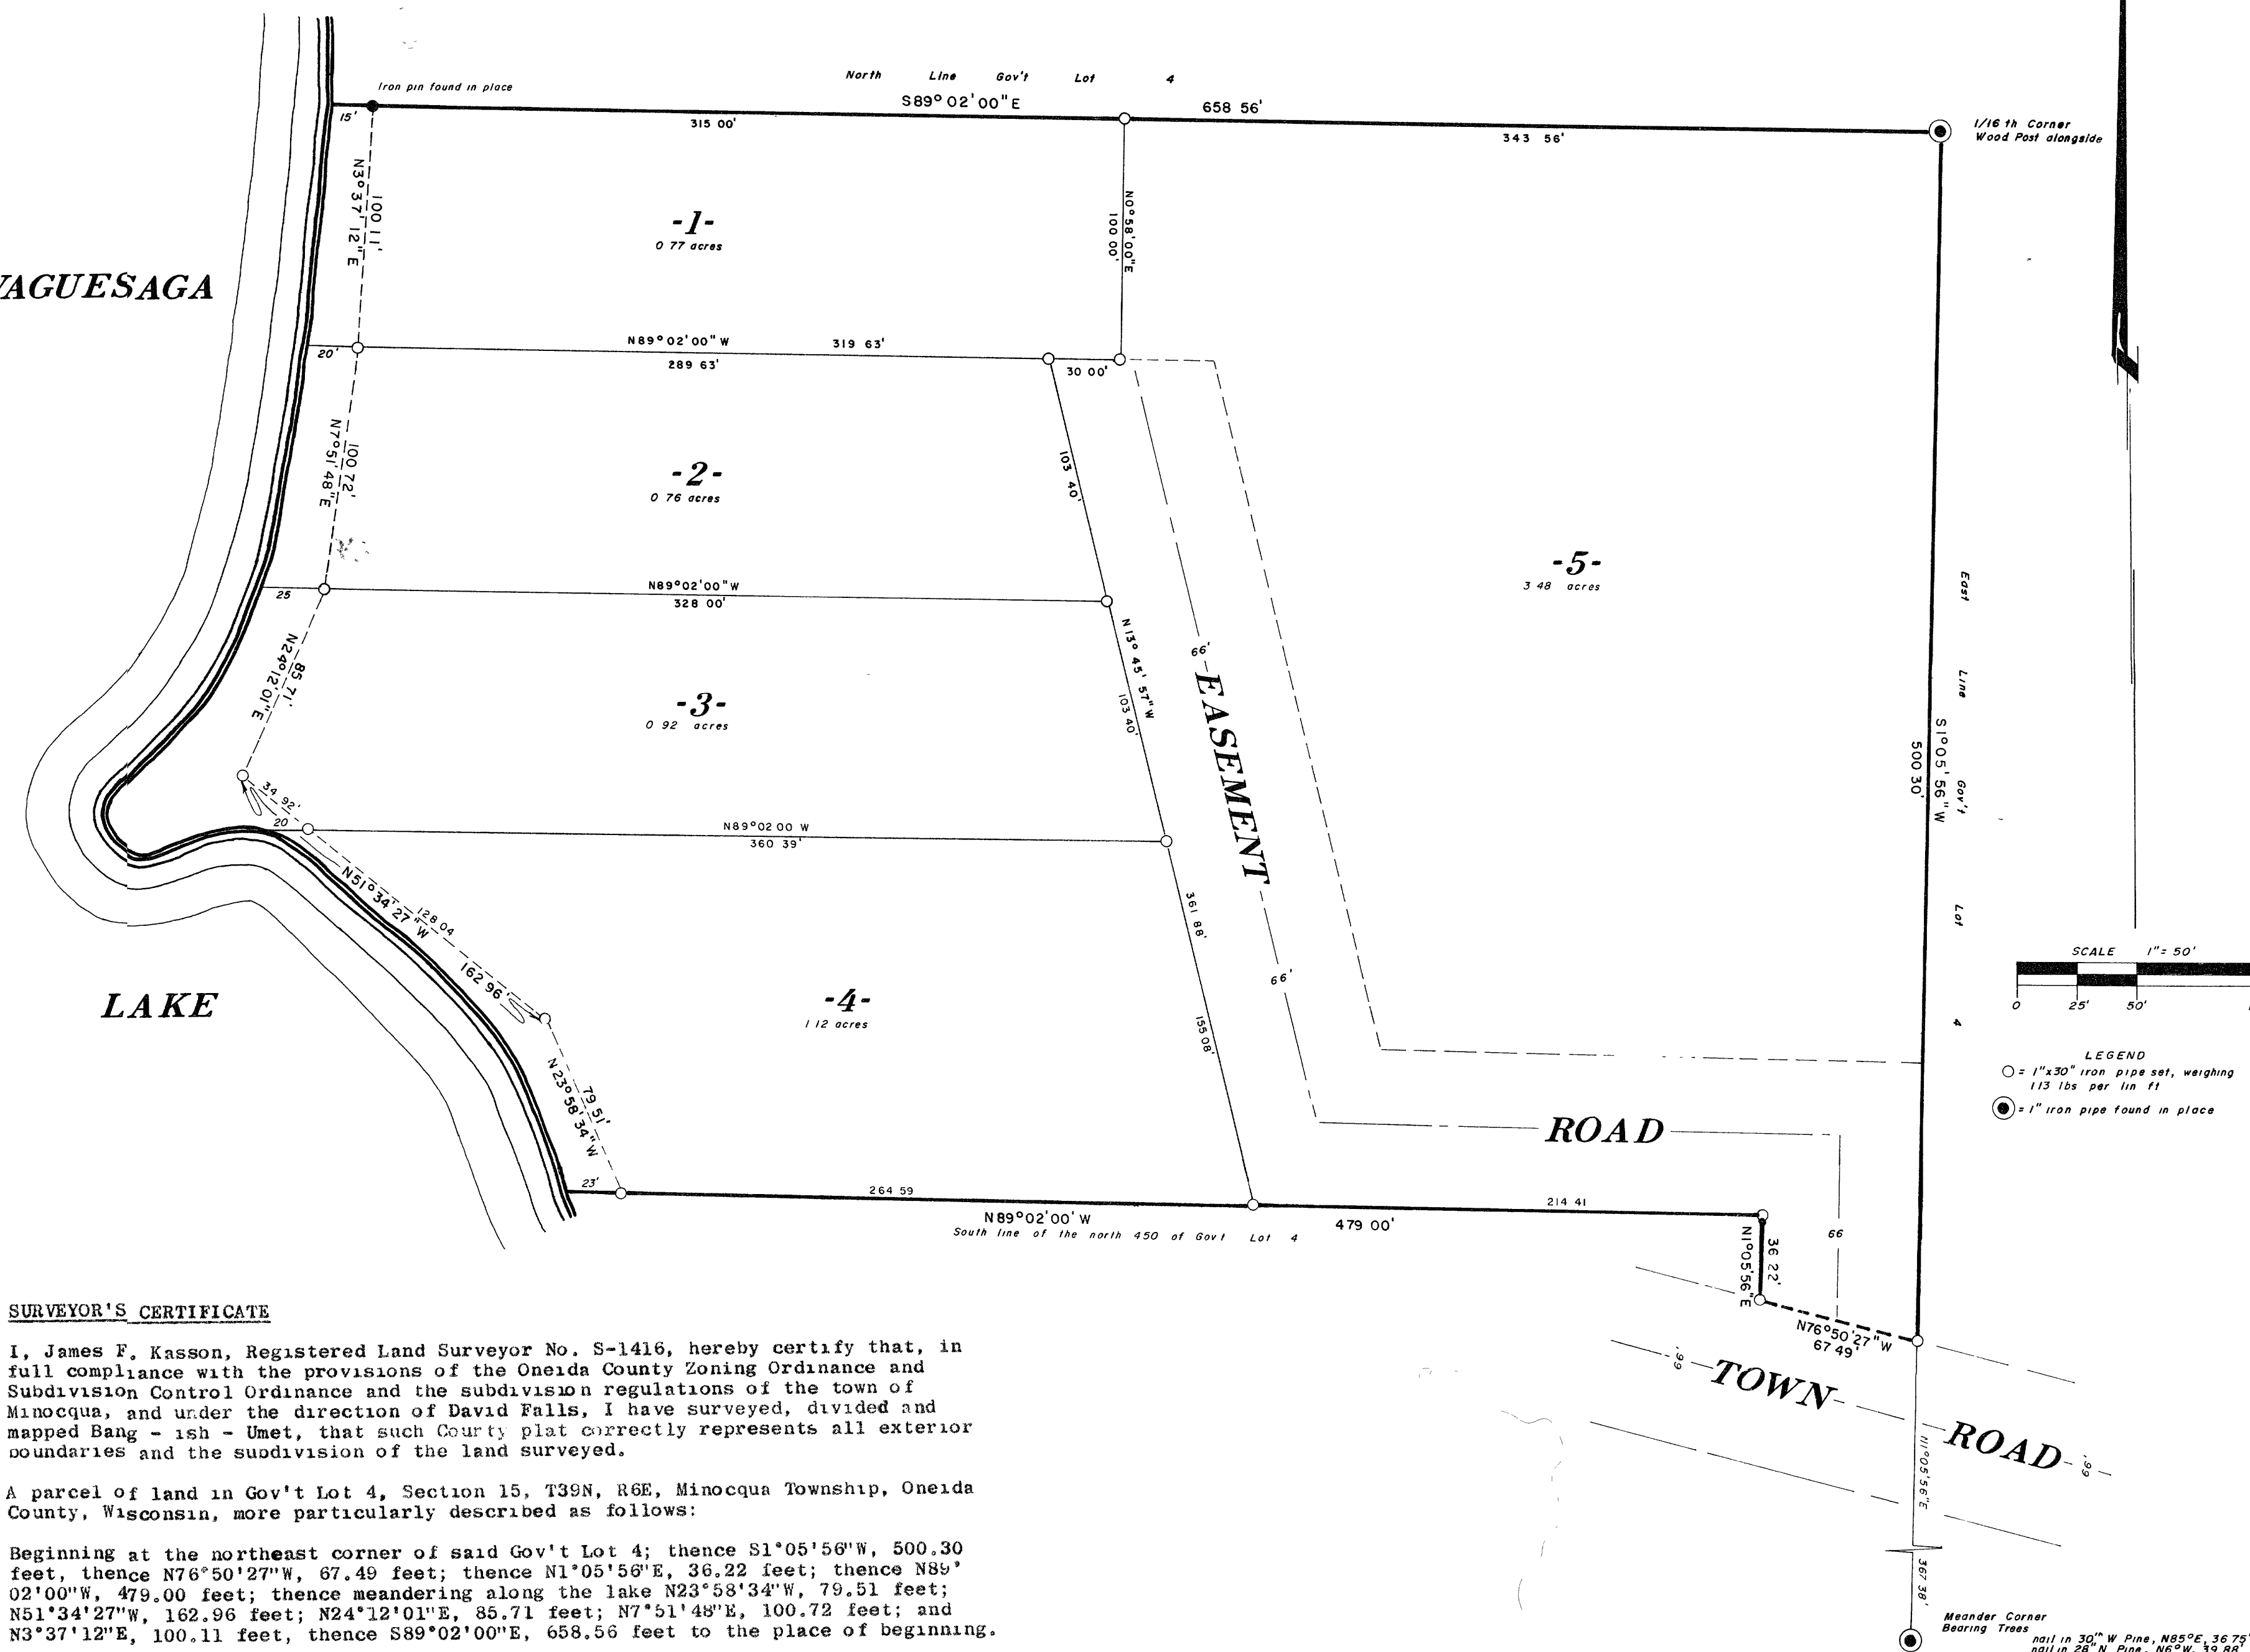 North Line Gov't Lot 4
Iron pin found in place
S89°02'00"E
658 56'
15'
315 00'
343 56'
1/16 th Corner
Wood Post alongside
N3°37'12"E
100 11'
-1-
0 77 acres
N0°58'00"E
100 00'
VAGUESAGA
20'
N89°02'00"W
319 63'
289 63'
30 00'
N7°51'48"E
100 72'
-2-
0 76 acres
103 40'
-5-
3 48 acres
25
N89°02'00"W
328 00'
N24°12'01"E
85 71'
-3-
0 92 acres
N13°45'57"W
103 40'
66'
EASEMENT
East Line Gov't Lot 4
S1°05'56"W
500 30'
34 92'
20
N89°02 00 W
360 39'
N51°34'27"W
128 04
162 96'
361 88'
155 08'
66'
LAKE
-4-
1 12 acres
SCALE 1"= 50'
0 25' 50'
LEGEND
= 1"x30" iron pipe set, weighing
1 13 lbs per lin ft
= 1" iron pipe found in place
N23°58'34"W
79 51'
ROAD
23'
264 59
214 41
N89°02'00'W
479 00'
South line of the north 450 of Gov't Lot 4
N1°05'56"E
36 22'
66
N76°50'27"W
67 49'
66'
TOWN
ROAD
66'
N1°05'56"E
367 38'
Meander Corner
Bearing Trees
nail in 30" W Pine, N85°E, 36 75'
nail in 28" N Pine, N6°W, 39 88'
SURVEYOR'S CERTIFICATE
I, James F. Kasson, Registered Land Surveyor No. S-1416, hereby certify that, in
full compliance with the provisions of the Oneida County Zoning Ordinance and
Subdivision Control Ordinance and the subdivision regulations of the town of
Minocqua, and under the direction of David Falls, I have surveyed, divided and
mapped Bang - ish - Umet, that such County plat correctly represents all exterior
boundaries and the subdivision of the land surveyed.
A parcel of land in Gov't Lot 4, Section 15, T39N, R6E, Minocqua Township, Oneida
County, Wisconsin, more particularly described as follows:
Beginning at the northeast corner of said Gov't Lot 4; thence S1°05'56"W, 500.30
feet, thence N76°50'27"W, 67.49 feet; thence N1°05'56"E, 36.22 feet; thence N89°
02'00"W, 479.00 feet; thence meandering along the lake N23°58'34"W, 79.51 feet;
N51°34'27"W, 162.96 feet; N24°12'01"E, 85.71 feet; N7°51'48"E, 100.72 feet; and
N3°37'12"E, 100.11 feet, thence S89°02'00"E, 658.56 feet to the place of beginning.